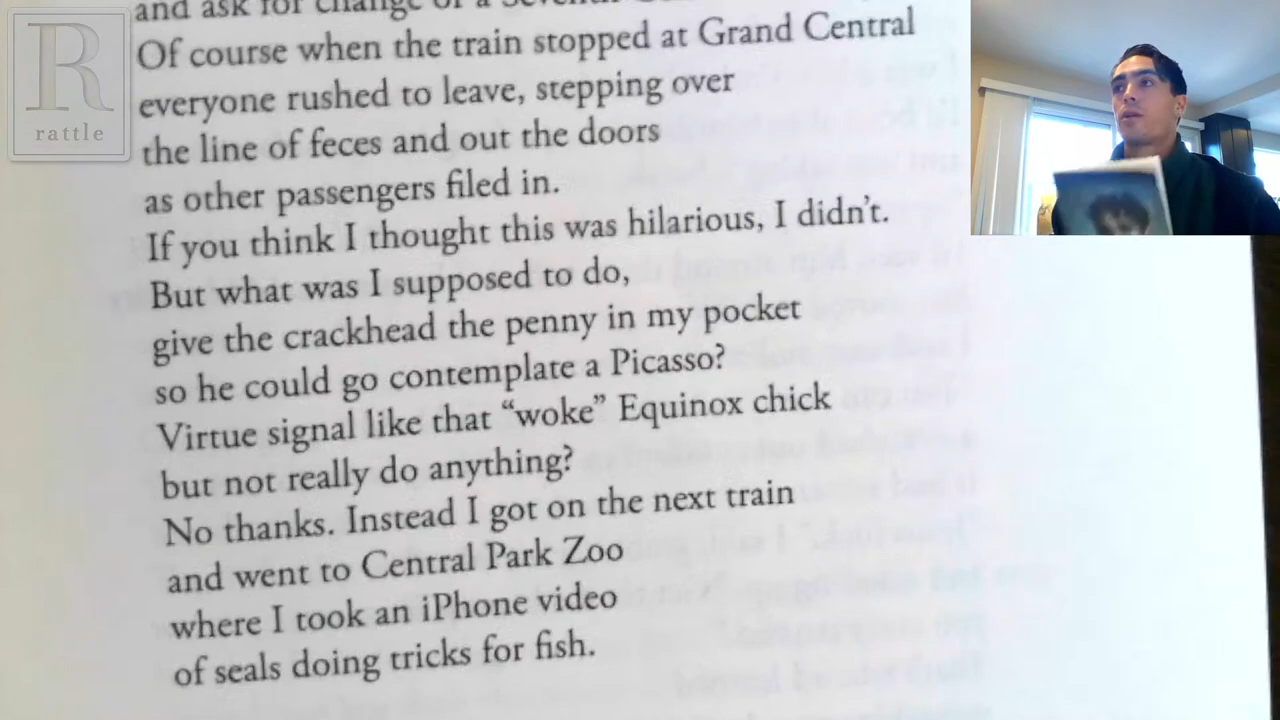 R
rattle
and ask for change of a
Of course when the train stopped at Grand Central
everyone rushed to leave, stepping over
the line of feces and out the doors
as other passengers filed in.
If you think I thought this was hilarious, I didn't.
But what was I supposed to do,
give the crackhead the penny in my pocket
so he could go contemplate a Picasso?
Virtue signal like that “woke” Equinox chick
but not really do anything?
No thanks. Instead I got on the next train
and went to Central Park Zoo
where I took an iPhone video
of seals doing tricks for fish.